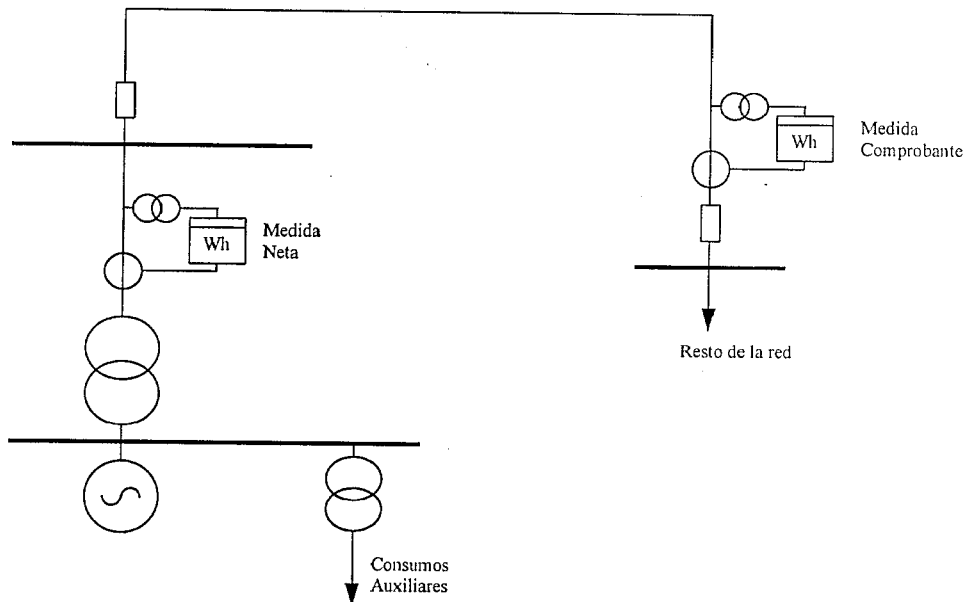 Wh
Medida
Comprobante
Wh
Medida
Neta
Resto de la red
Consumos
Auxiliares